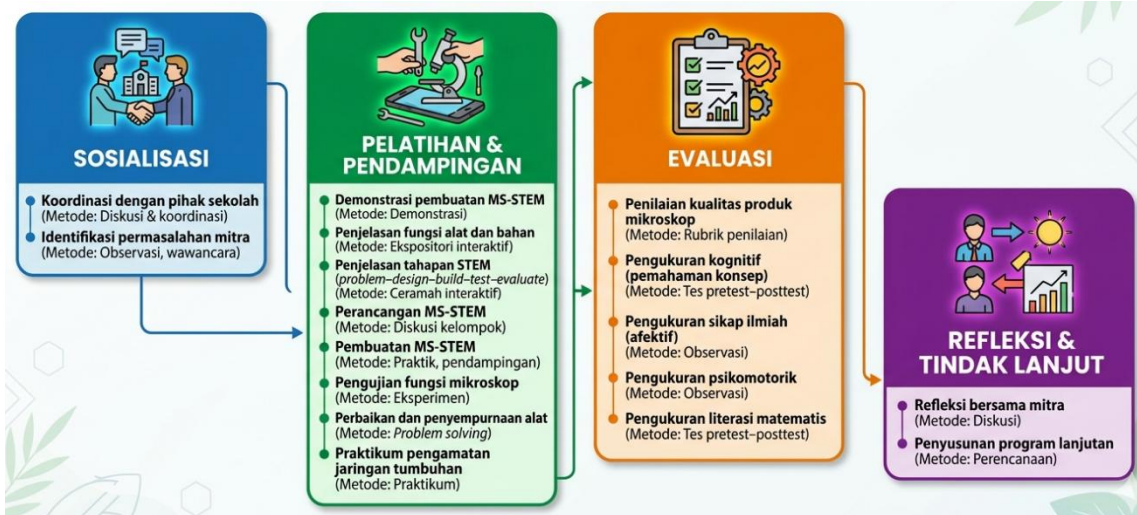 SOSIALISASI
Koordinasi dengan pihak sekolah
(Metode: Diskusi & koordinasi)
Identifikasi permasalahan mitra
(Metode: Observasi, wawancara)
PELATIHAN &
PENDAMPINGAN
Demonstrasi pembuatan MS-STEM
(Metode: Demonstrasi)
Penjelasan fungsi alat dan bahan
(Metode: Ekspositori interaktif)
Penjelasan tahapan STEM
(problem–design–build–test–evaluate)
(Metode: Ceramah interaktif)
Perancangan MS-STEM
(Metode: Diskusi kelompok)
Pembuatan MS-STEM
(Metode: Praktik, pendampingan)
Pengujian fungsi mikroskop
(Metode: Eksperimen)
Perbaikan dan penyempurnaan alat
(Metode: Problem solving)
Praktikum pengamatan
jaringan tumbuhan
(Metode: Praktikum)
EVALUASI
Penilaian kualitas produk
mikroskop
(Metode: Rubrik penilaian)
Pengukuran kognitif
(pemahaman konsep)
(Metode: Tes pretest–posttest)
Pengukuran sikap ilmiah
(afektif)
(Metode: Observasi)
Pengukuran psikomotorik
(Metode: Observasi)
Pengukuran literasi matematis
(Metode: Tes pretest–posttest)
REFLEKSI &
TINDAK LANJUT
Refleksi bersama mitra
(Metode: Diskusi)
Penyusunan program lanjutan
(Metode: Perencanaan)